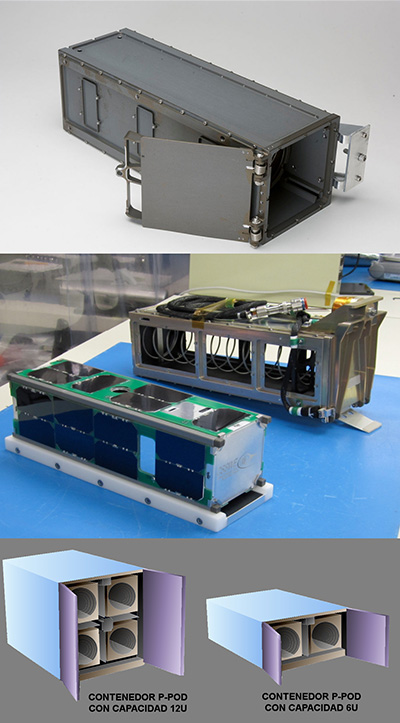 CONTENEDOR P-POD
CON CAPACIDAD 12U
CONTENEDOR P-POD
CON CAPACIDAD 6U